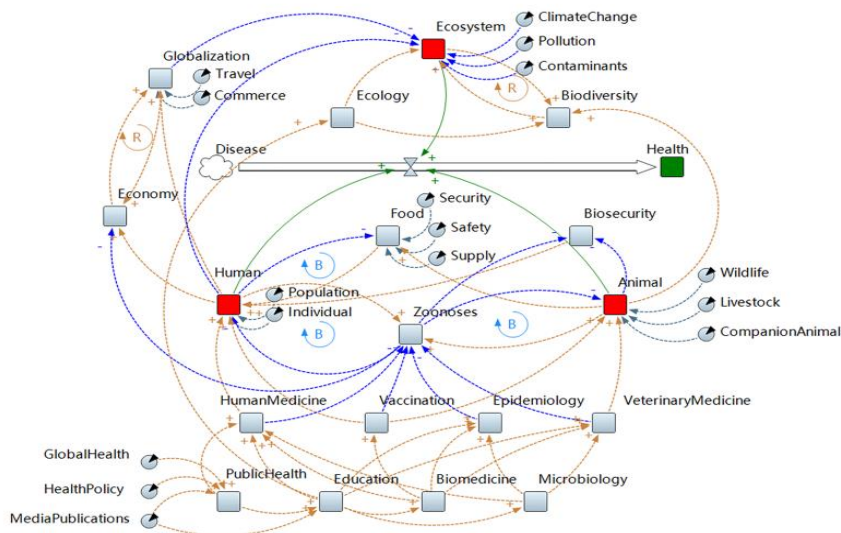 Ecosystem
ClimateChange
Pollution
Contaminants
Globalization
Travel
Commerce
Ecology
Biodiversity
R
R
Disease
Health
Economy
Food
Security
Safety
Supply
Biosecurity
B
Human
Population
Individual
Zoonoses
Animal
Wildlife
Livestock
CompanionAnimal
B
B
HumanMedicine
Vaccination
Epidemiology
VeterinaryMedicine
GlobalHealth
HealthPolicy
MediaPublications
PublicHealth
Education
Biomedicine
Microbiology